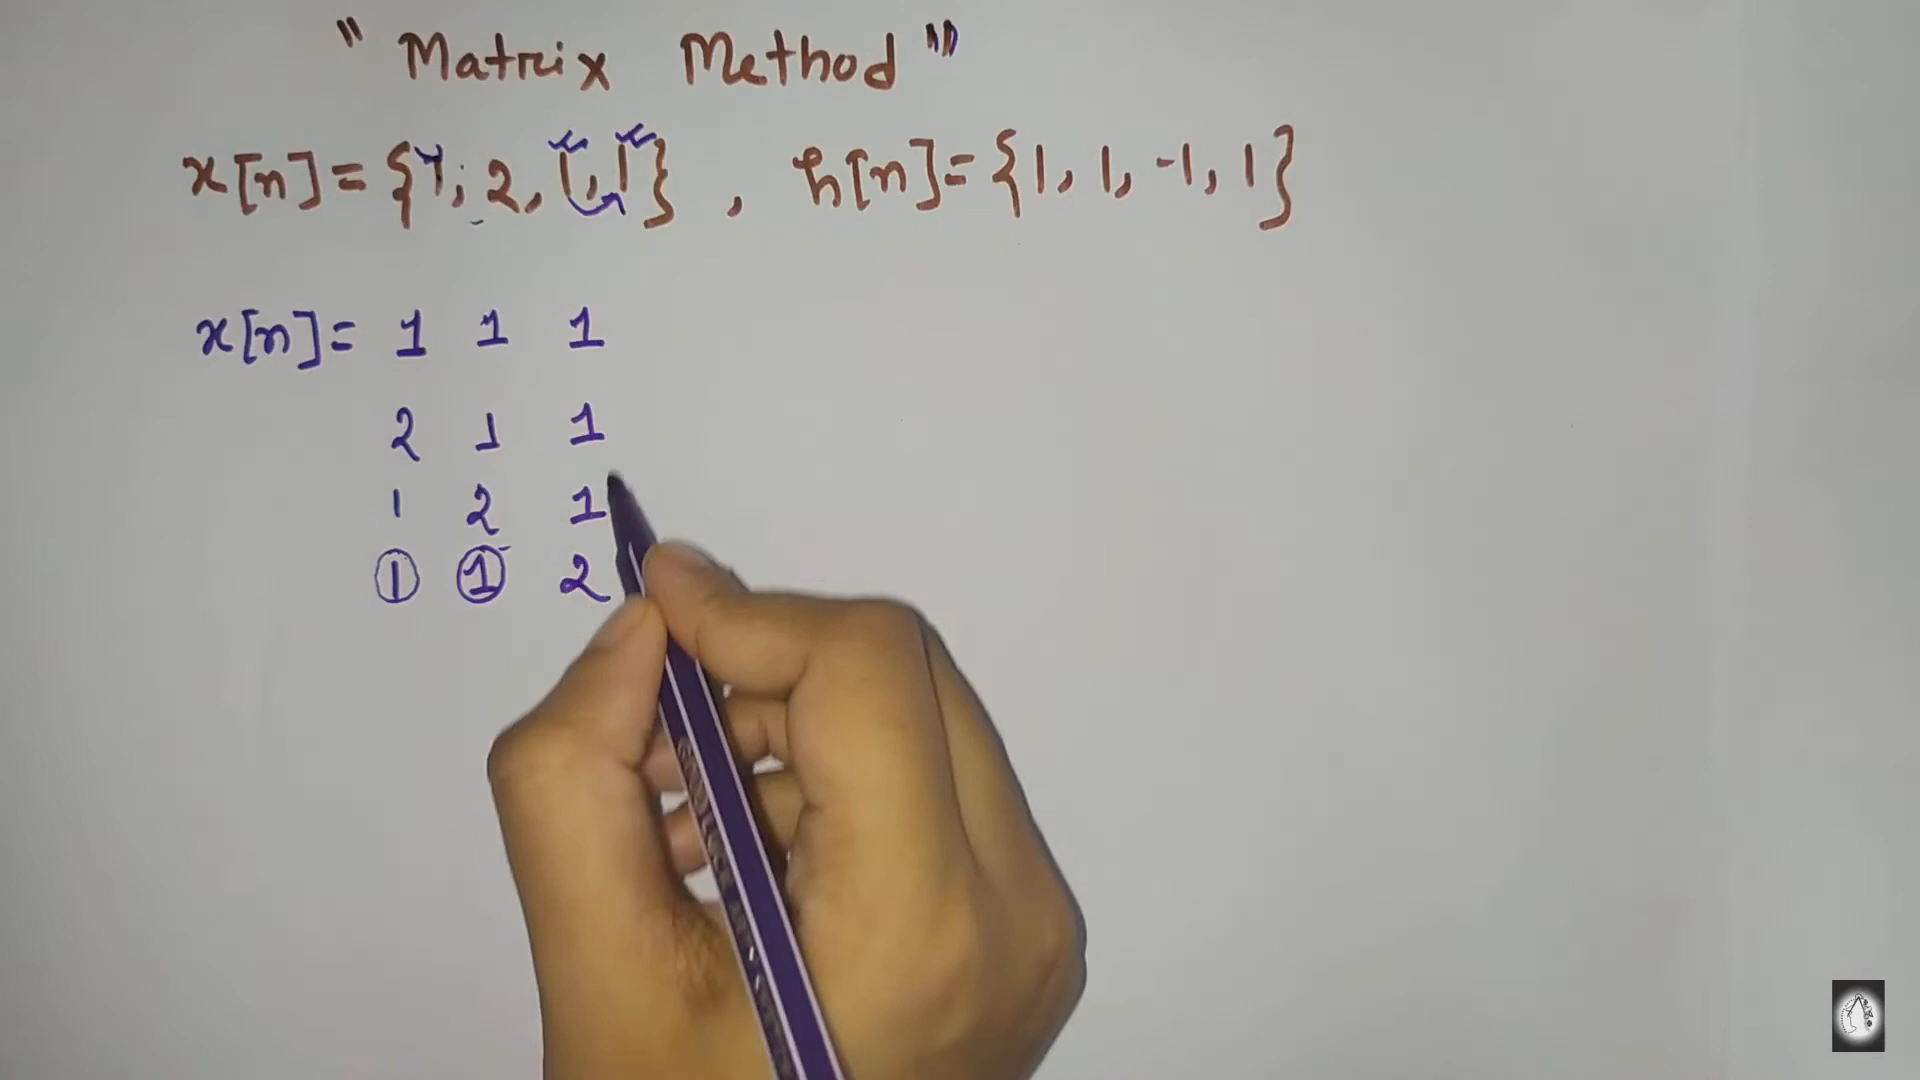 "Matrix Method"
x[n] = {1, 2, 1, 1} , h[n] = {1, 1, -1, 1}
x[n] = 1 1 1
2 1 1
1 2 1
1 1 2